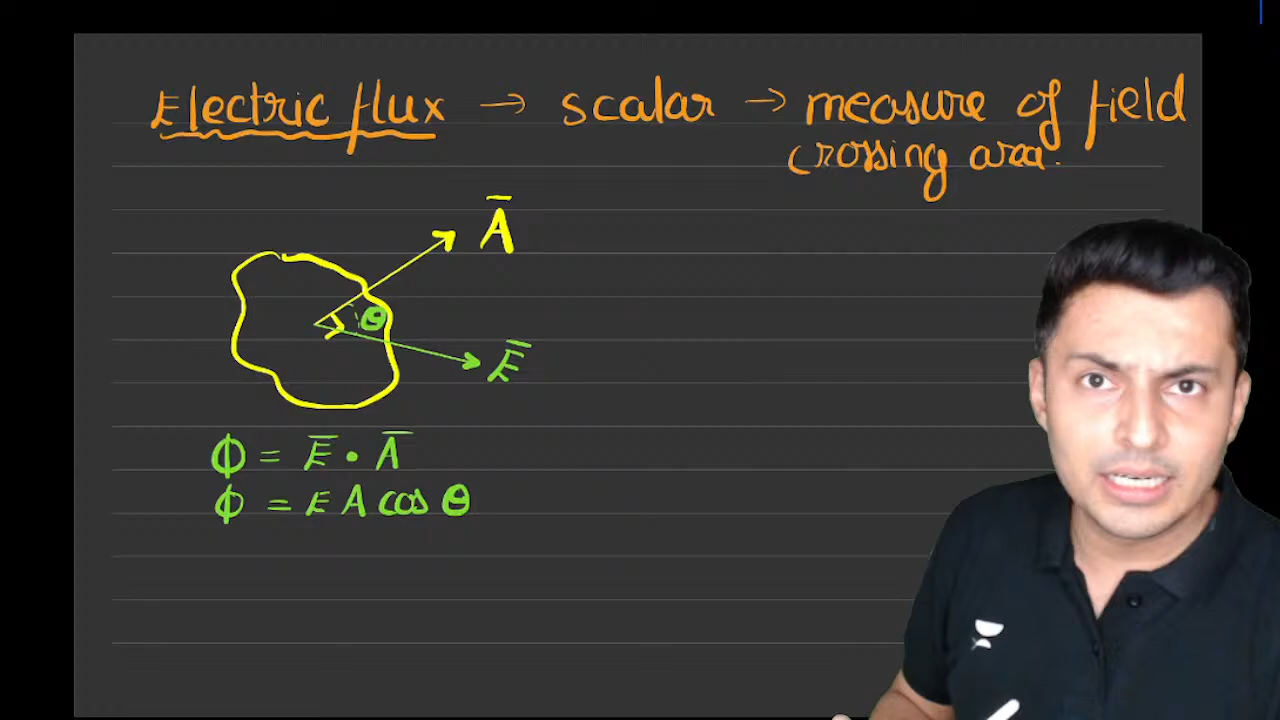 Electric flux → scalar → measure of field
crossing area.
A̅
θ
E̅
ϕ = E̅ · A̅
ϕ = E A cos θ